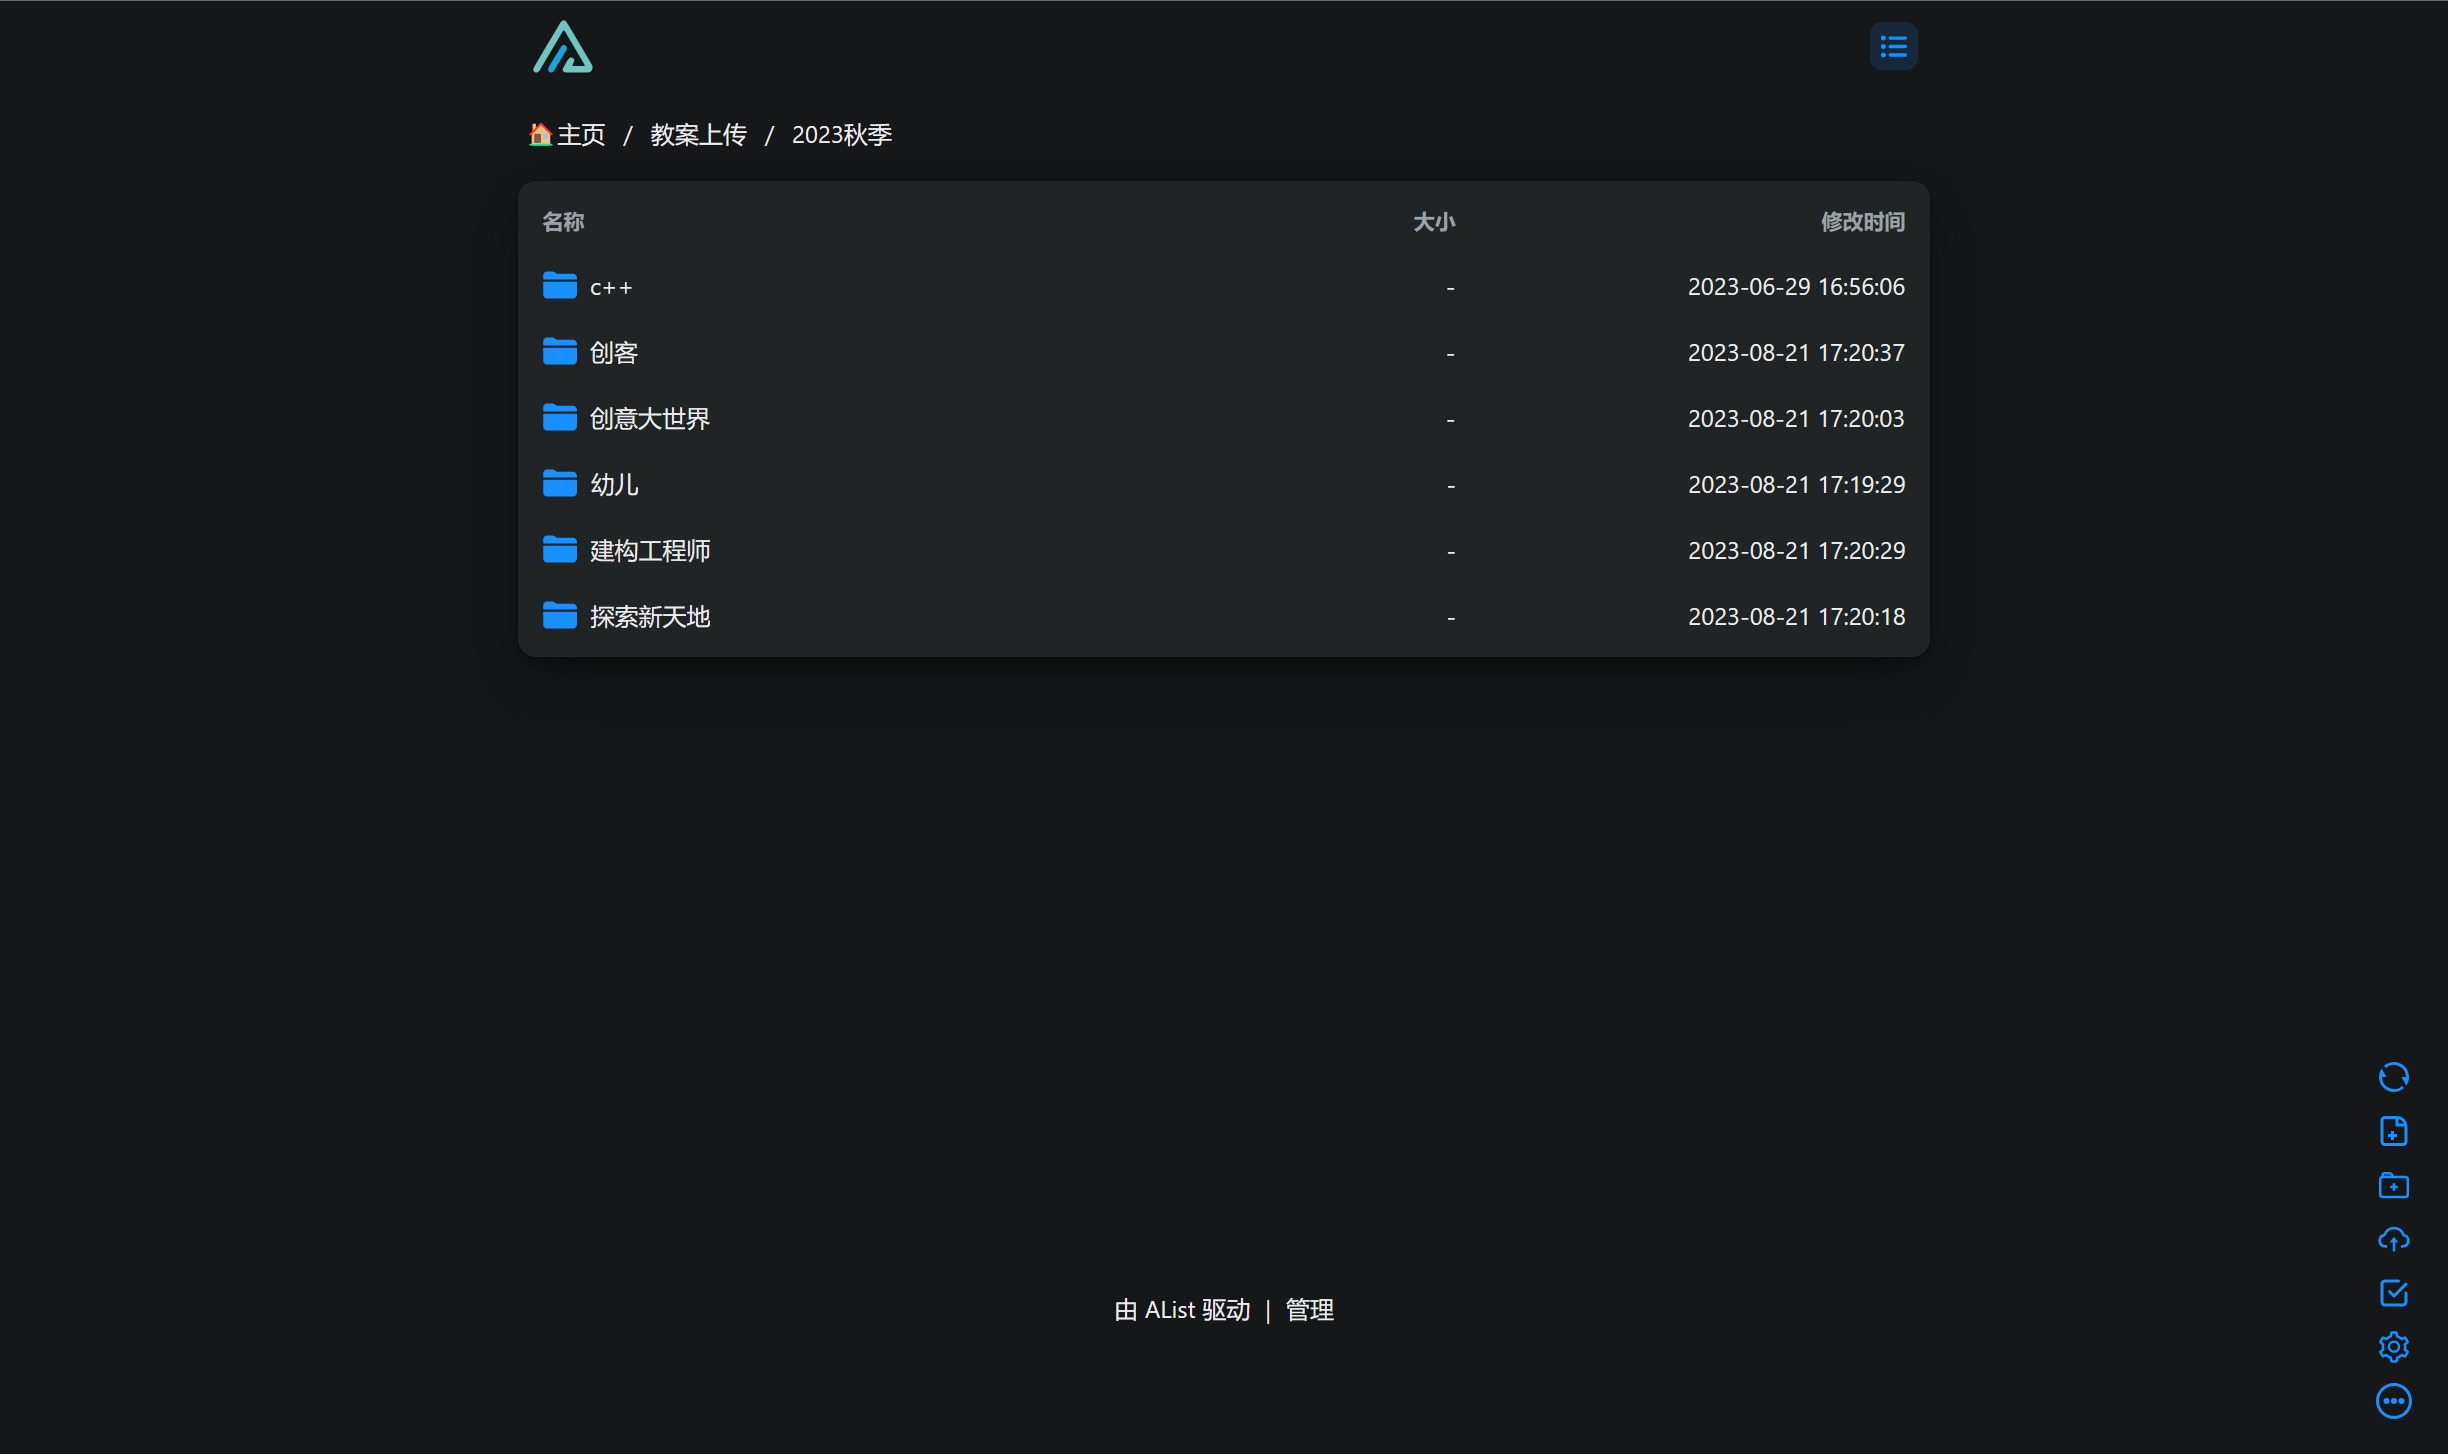 主页 / 教案上传 / 2023秋季
名称 大小 修改时间
c++ - 2023-06-29 16:56:06
创客 - 2023-08-21 17:20:37
创意大世界 - 2023-08-21 17:20:03
幼儿 - 2023-08-21 17:19:29
建构工程师 - 2023-08-21 17:20:29
探索新天地 - 2023-08-21 17:20:18
由 AList 驱动 | 管理